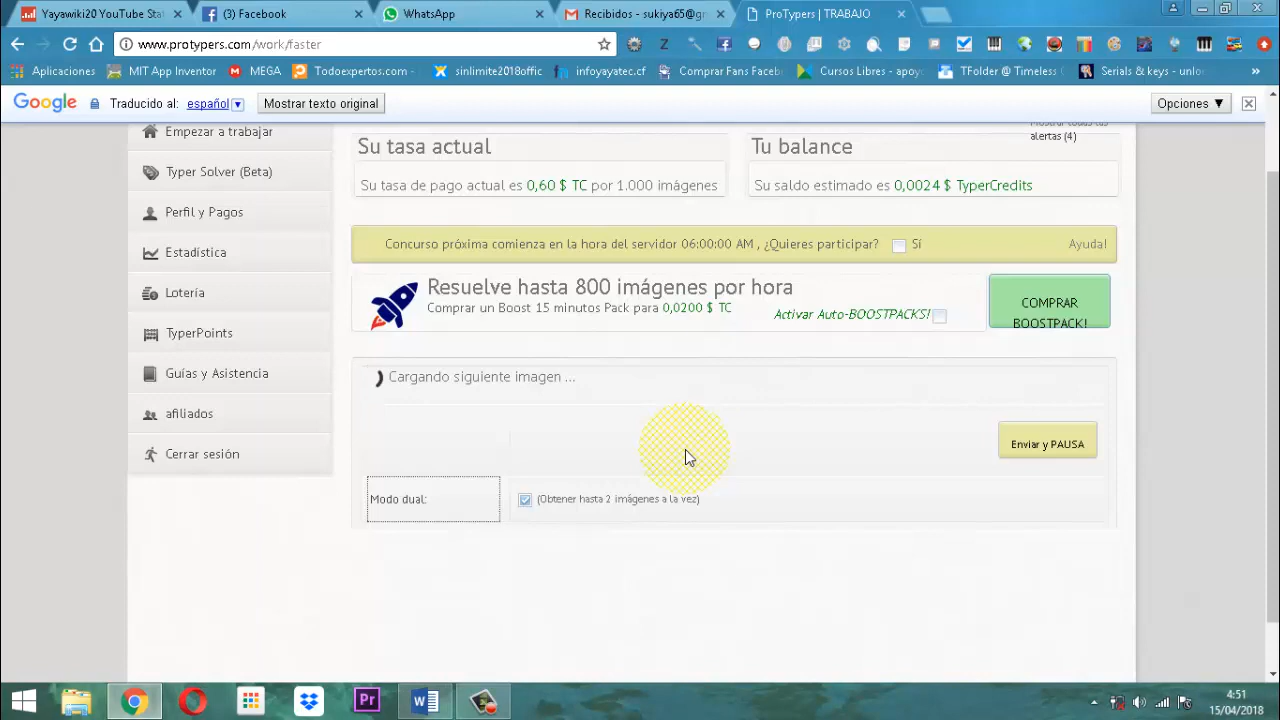 Yayawiki20 YouTube Stat
(3) Facebook
WhatsApp
Recibidos - sukiya65@gm
ProTypers | TRABAJO
www.protypers.com/work/faster
Aplicaciones
MIT App Inventor
MEGA
Todoexpertos.com -
sinlimite2018offic
infoyayatec.cf
Comprar Fans Faceb
Cursos Libres - apoy
TFolder @ Timeless
Serials & keys - unlo
»
Google
Traducido al: español
Mostrar texto original
Opciones ▼
Empezar a trabajar
Typer Solver (Beta)
Perfil y Pagos
Estadística
Lotería
TyperPoints
Guías y Asistencia
afiliados
Cerrar sesión
Mostrar todas las
alertas (4)
Su tasa actual
Su tasa de pago actual es 0,60 $ TC por 1.000 imágenes
Tu balance
Su saldo estimado es 0,0024 $ TyperCredits
Concurso próxima comienza en la hora del servidor 06:00:00 AM , ¿Quieres participar? Sí
Ayuda!
Resuelve hasta 800 imágenes por hora
Comprar un Boost 15 minutos Pack para 0,0200 $ TC
Activar Auto-BOOSTPACKS!
COMPRAR
BOOSTPACK!
Cargando siguiente imagen ...
Enviar y PAUSA
Modo dual:
(Obtener hasta 2 imágenes a la vez)
Pr
4:51
15/04/2018